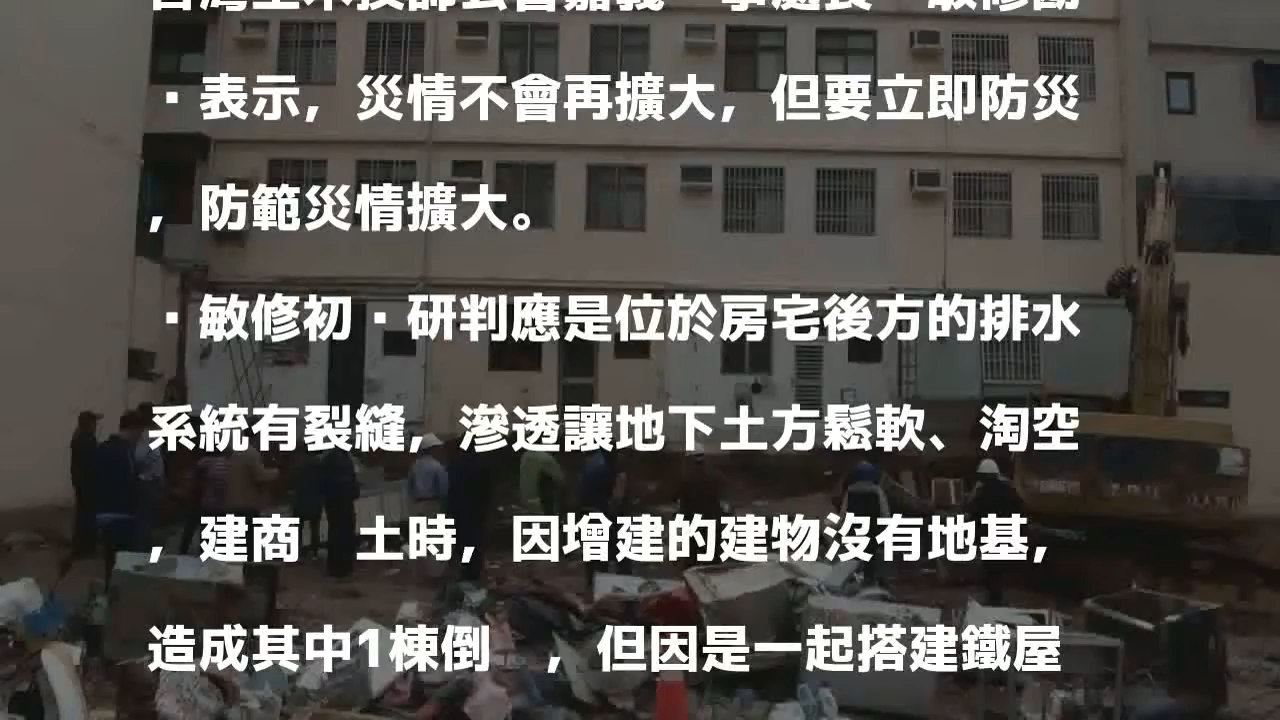 ·表示，災情不會再擴大，但要立即防災
，防範災情擴大。
·敏修初·研判應是位於房宅後方的排水
系統有裂縫，滲透讓地下土方鬆軟、淘空
，建商　土時，因增建的建物沒有地基，
造成其中1棟倒　，但因是一起搭建鐵屋